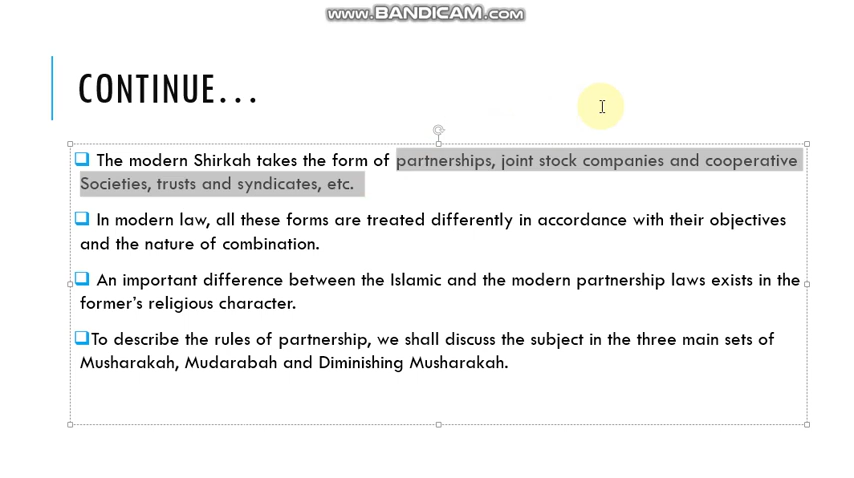 www.BANDICAM.com
CONTINUE...
The modern Shirkah takes the form of partnerships, joint stock companies and cooperative
Societies, trusts and syndicates, etc.
In modern law, all these forms are treated differently in accordance with their objectives
and the nature of combination.
An important difference between the Islamic and the modern partnership laws exists in the
former's religious character.
To describe the rules of partnership, we shall discuss the subject in the three main sets of
Musharakah, Mudarabah and Diminishing Musharakah.